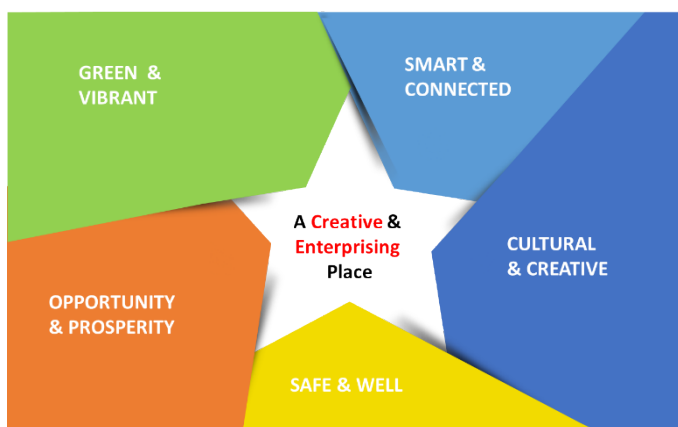 GREEN &
VIBRANT
SMART &
CONNECTED
A Creative &
Enterprising
Place
CULTURAL
& CREATIVE
OPPORTUNITY
& PROSPERITY
SAFE & WELL